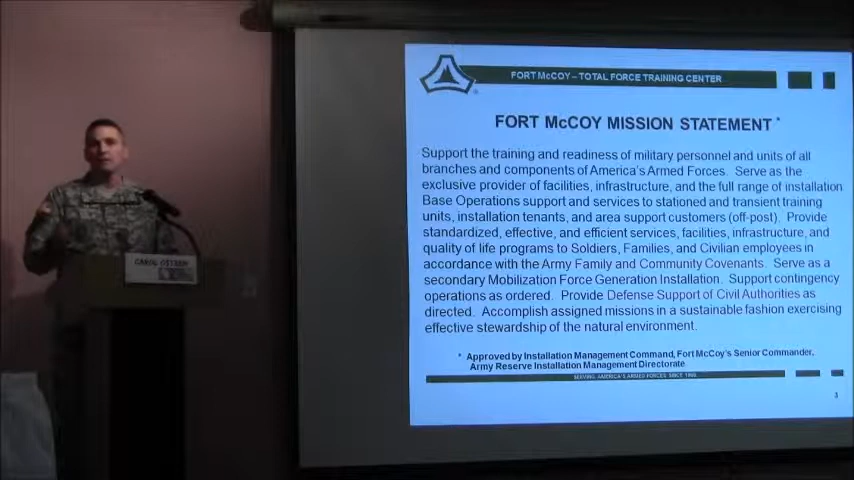 FORT McCOY – TOTAL FORCE TRAINING CENTER
FORT McCOY MISSION STATEMENT *
Support the training and readiness of military personnel and units of all
branches and components of America's Armed Forces. Serve as the
exclusive provider of facilities, infrastructure, and the full range of installation
Base Operations support and services to stationed and transient training
units, installation tenants, and area support customers (off-post). Provide
standardized, effective, and efficient services, facilities, infrastructure, and
quality of life programs to Soldiers, Families, and Civilian employees in
accordance with the Army Family and Community Covenants. Serve as a
secondary Mobilization Force Generation Installation. Support contingency
operations as ordered. Provide Defense Support of Civil Authorities as
directed. Accomplish assigned missions in a sustainable fashion exercising
effective stewardship of the natural environment.
* Approved by Installation Management Command, Fort McCoy's Senior Commander,
Army Reserve Installation Management Directorate
SERVING AMERICA'S ARMED FORCES SINCE 1909
3
CAROL